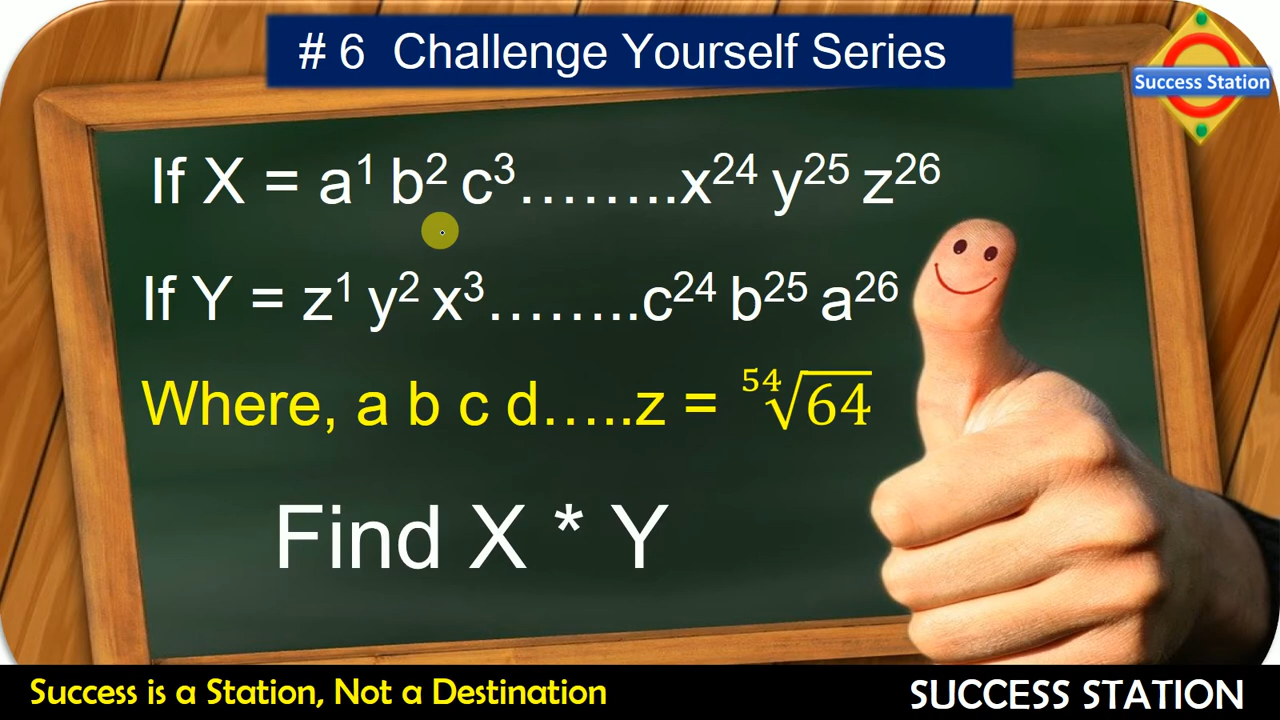 # 6 Challenge Yourself Series
Success Station
If X = a¹ b² c³........x²⁴ y²⁵ z²⁶
If Y = z¹ y² x³........c²⁴ b²⁵ a²⁶
Where, a b c d.....z = ⁵⁴√64
Find X * Y
Success is a Station, Not a Destination
SUCCESS STATION